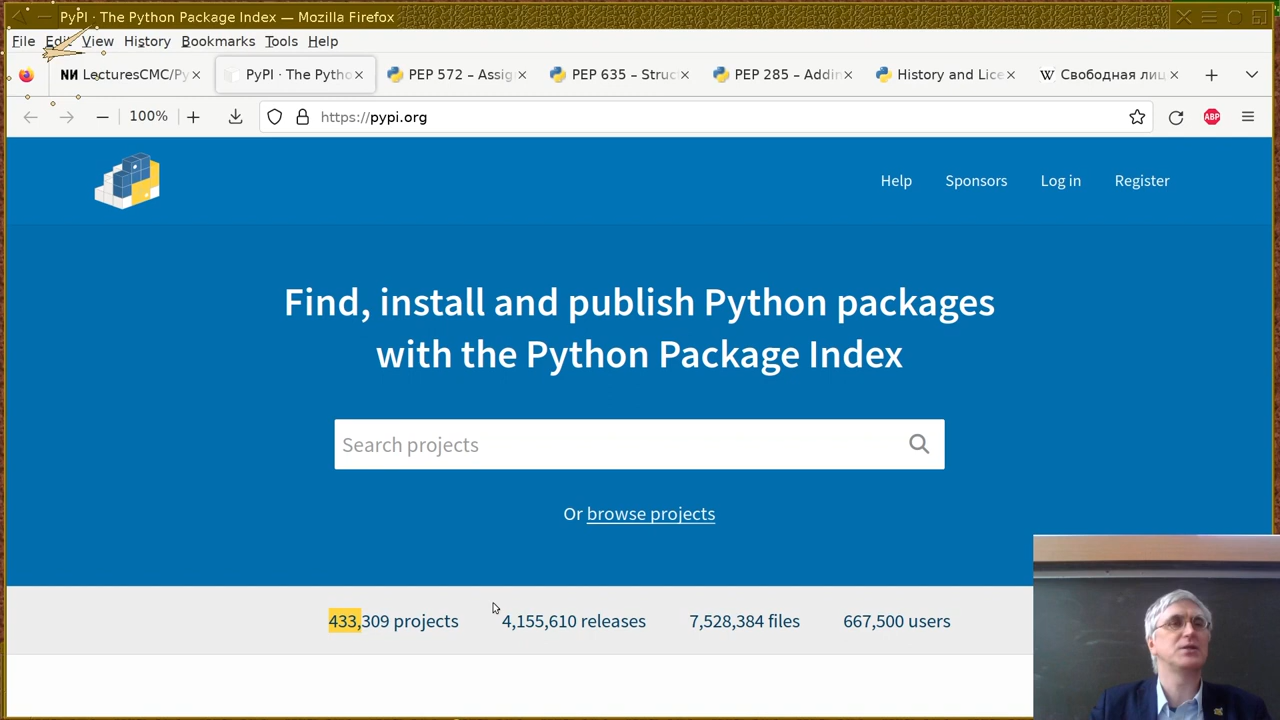 PyPI · The Python Package Index — Mozilla Firefox
File Edit View History Bookmarks Tools Help
LecturesCMC/Py
PyPI · The Pytho
PEP 572 – Assig
PEP 635 – Struc
PEP 285 – Addin
History and Lice
Свободная лиц
100%
https://pypi.org
ABP
Help Sponsors Log in Register
Find, install and publish Python packages
with the Python Package Index
Search projects
Or browse projects
433,309 projects 4,155,610 releases 7,528,384 files 667,500 users